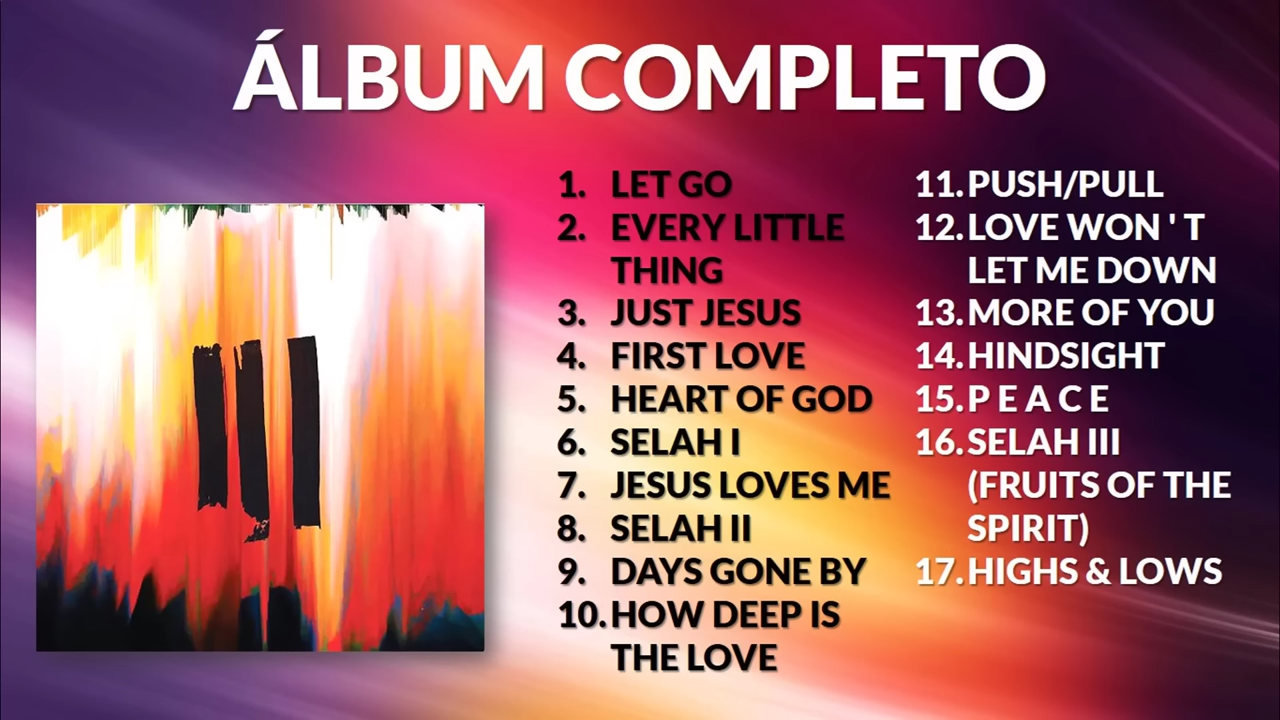 ÁLBUM COMPLETO
1. LET GO
2. EVERY LITTLE
THING
3. JUST JESUS
4. FIRST LOVE
5. HEART OF GOD
6. SELAH I
7. JESUS LOVES ME
8. SELAH II
9. DAYS GONE BY
10. HOW DEEP IS
THE LOVE
11. PUSH/PULL
12. LOVE WON ' T
LET ME DOWN
13. MORE OF YOU
14. HINDSIGHT
15. P E A C E
16. SELAH III
(FRUITS OF THE
SPIRIT)
17. HIGHS & LOWS